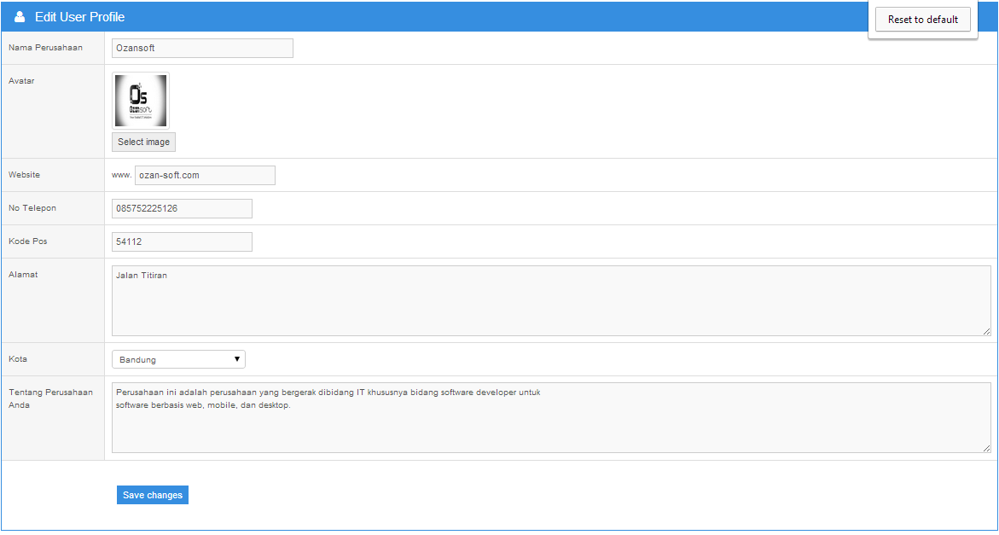 Edit User Profile
Reset to default
Nama Perusahaan
Ozansoft
Avatar
Os
Ozansoft
Select image
Website
www. ozan-soft.com
No Telepon
085752225126
Kode Pos
54112
Alamat
Jalan Titiran
Kota
Bandung
Tentang Perusahaan
Anda
Perusahaan ini adalah perusahaan yang bergerak dibidang IT khususnya bidang software developer untuk
software berbasis web, mobile, dan desktop.
Save changes